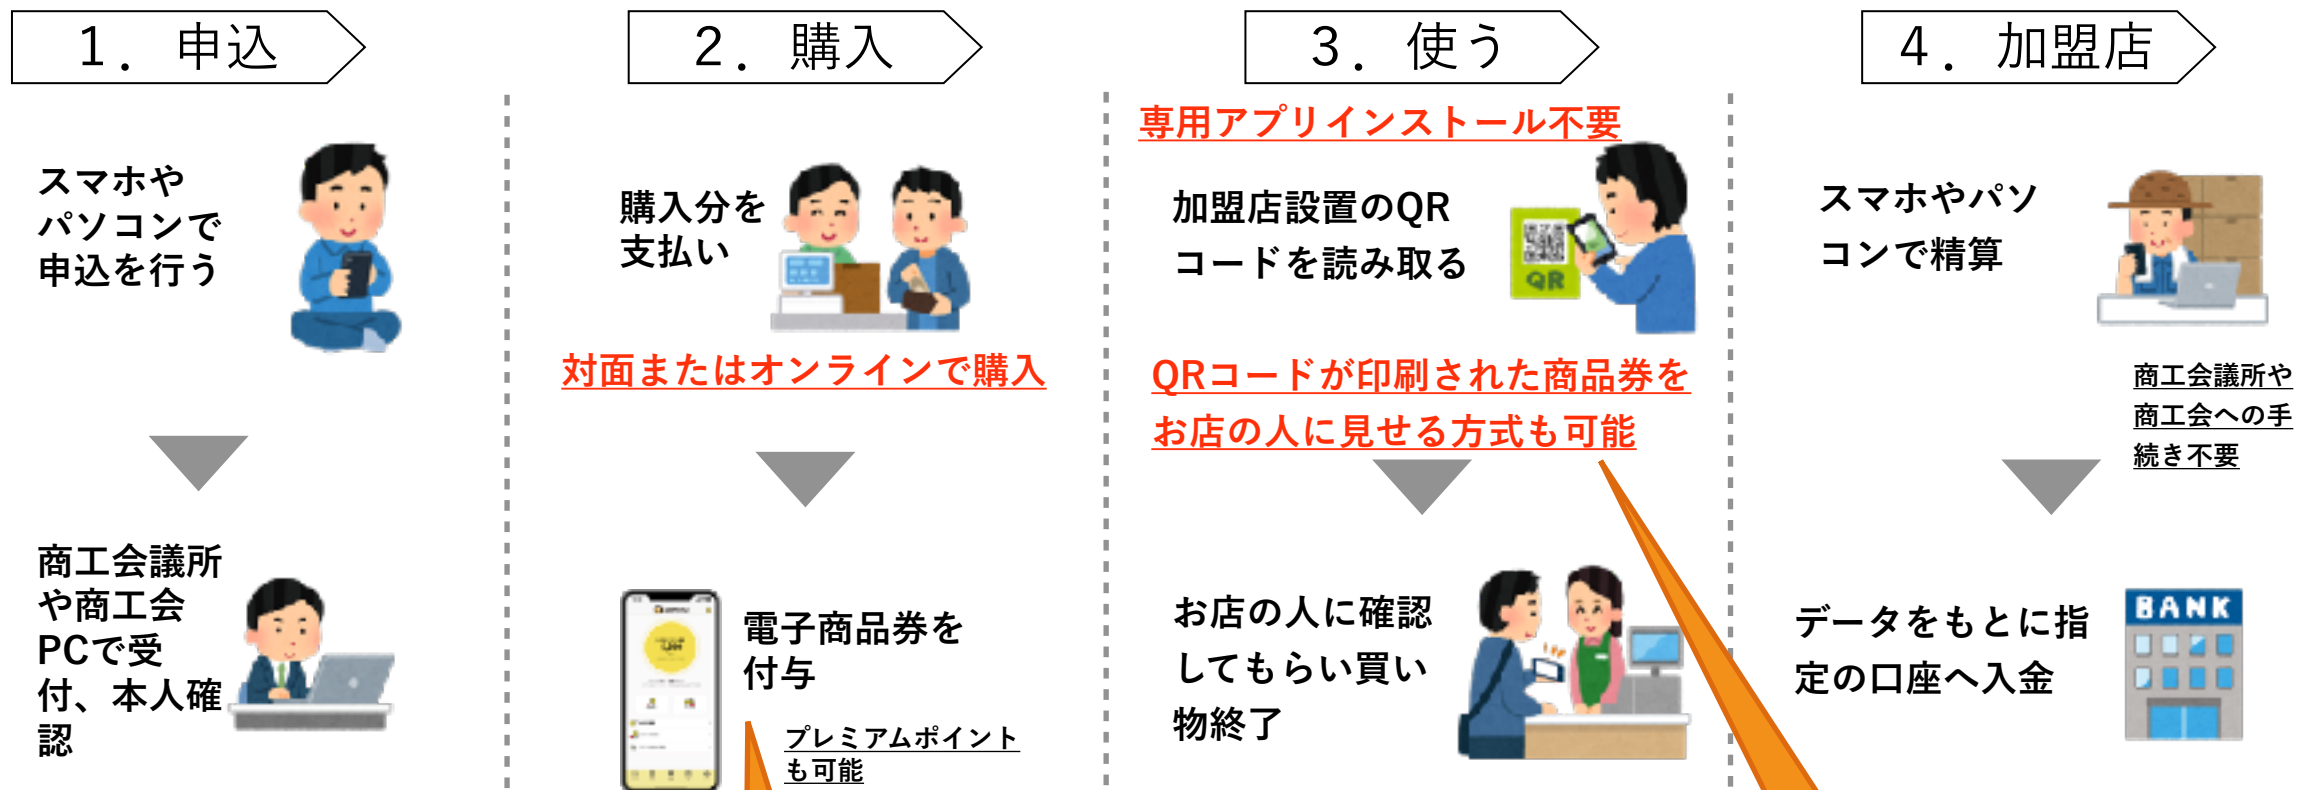 1．申込
スマホや
パソコンで
申込を行う
商工会議所
や商工会
PCで受
付、本人確
認
2．購入
購入分を
支払い
対面またはオンラインで購入
電子商品券を
付与
プレミアムポイント
も可能
3．使う
専用アプリインストール不要
加盟店設置のQR
コードを読み取る
QR
QRコードが印刷された商品券を
お店の人に見せる方式も可能
お店の人に確認
してもらい買い
物終了
4．加盟店
スマホやパソ
コンで精算
商工会議所や
商工会への手
続き不要
データをもとに指
定の口座へ入金
BANK